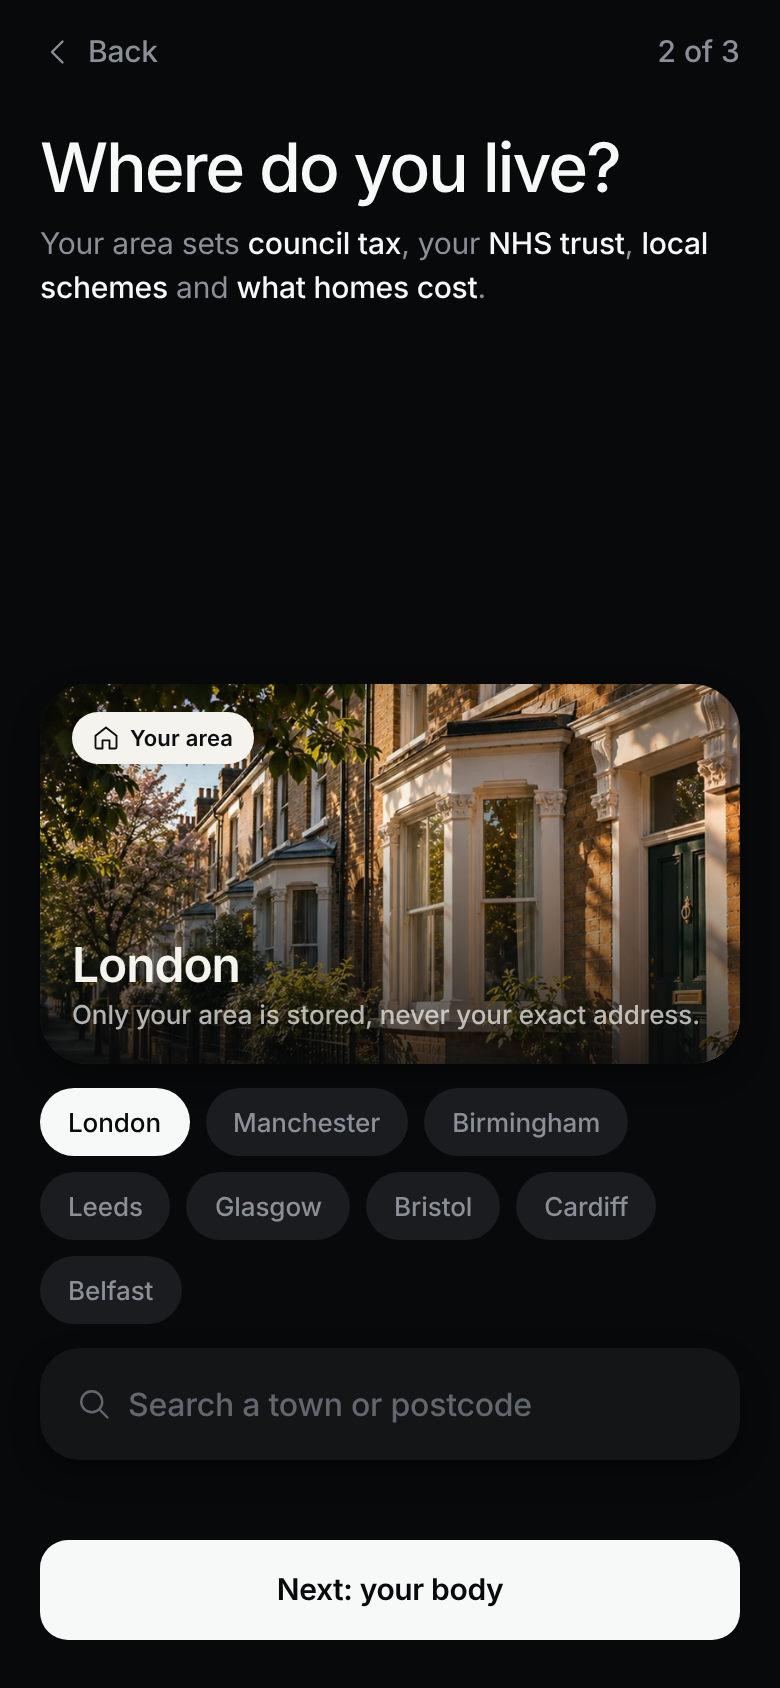 Back
2 of 3
Where do you live?
Your area sets council tax, your NHS trust, local
schemes and what homes cost.
Your area
London
Only your area is stored, never your exact address.
London
Manchester
Birmingham
Leeds
Glasgow
Bristol
Cardiff
Belfast
Search a town or postcode
Next: your body